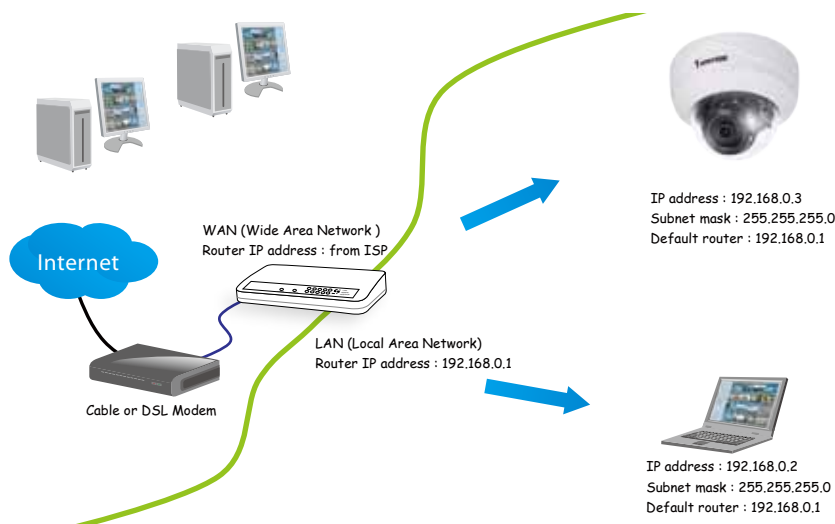 WAN (Wide Area Network )
Router IP address : from ISP
Internet
LAN (Local Area Network)
Router IP address : 192.168.0.1
Cable or DSL Modem
IP address : 192.168.0.3
Subnet mask : 255.255.255.0
Default router : 192.168.0.1
IP address : 192.168.0.2
Subnet mask : 255.255.255.0
Default router : 192.168.0.1